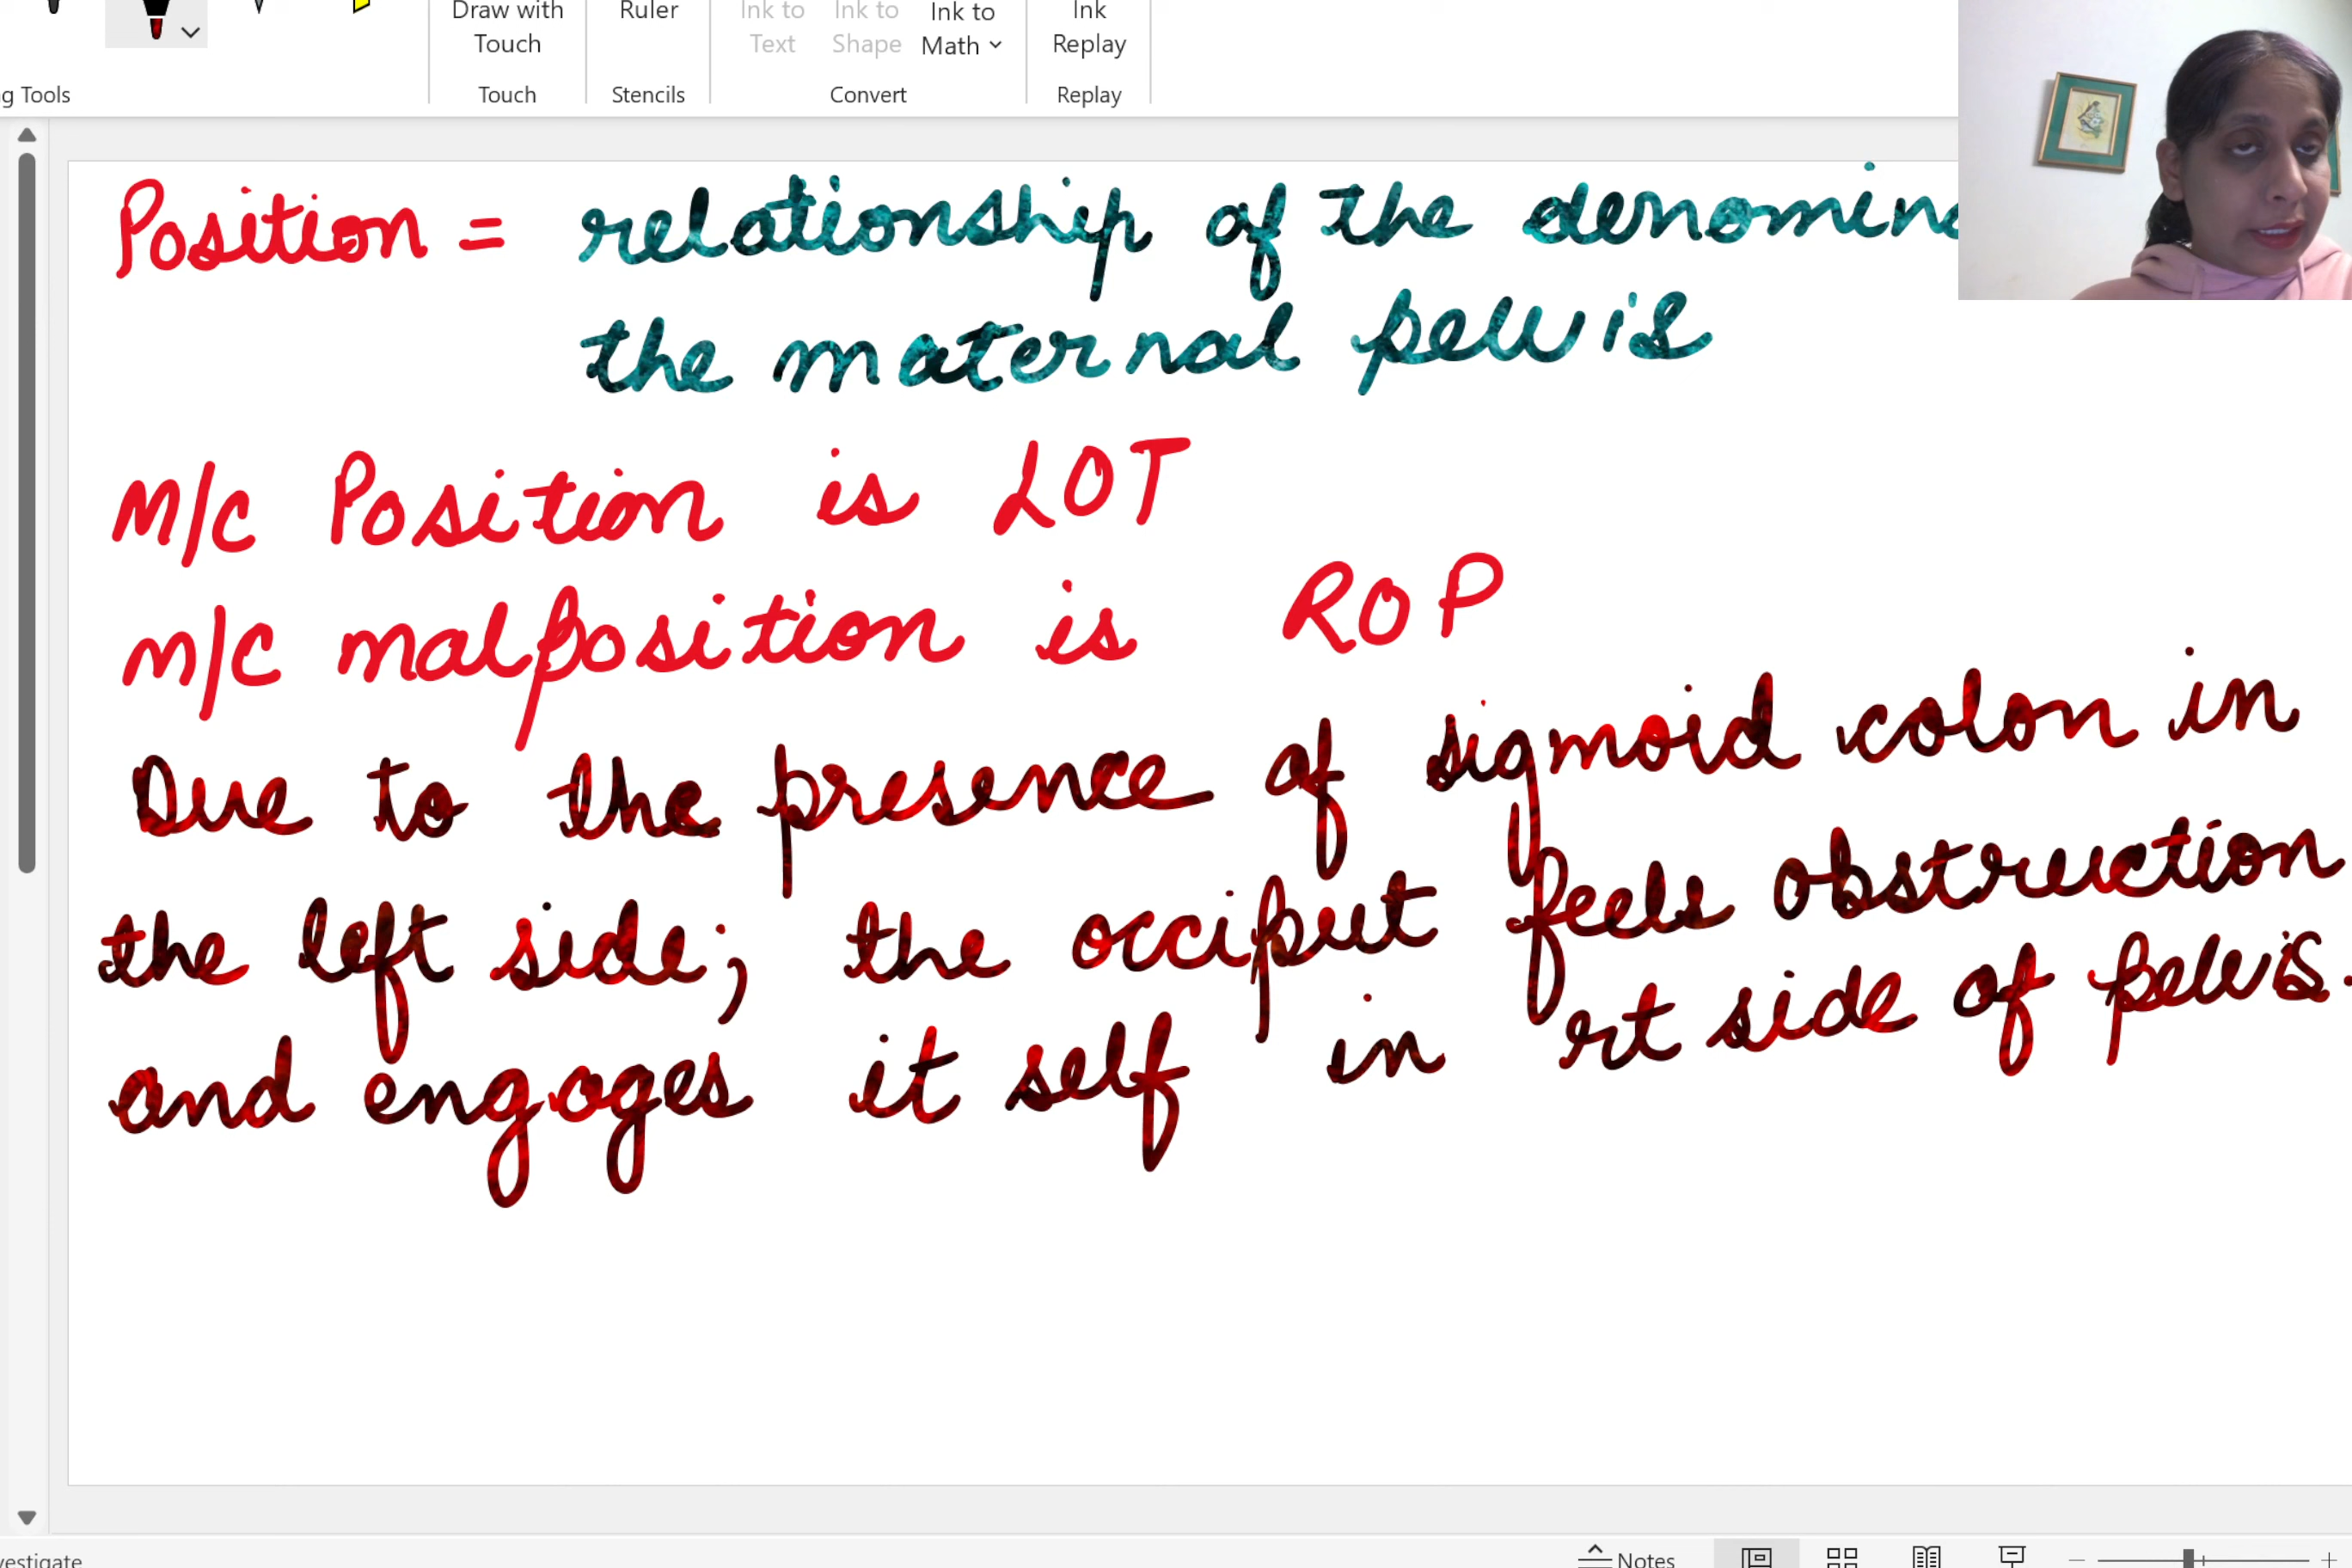 Draw with Ruler Ink to Ink to Ink to Ink
Touch Text Shape Math Replay
g Tools Touch Stencils Convert Replay
Position = relationship of the denomin
the maternal pelvis
M/c Position is LOT
M/c malposition is ROP
Due to the presence of sigmoid colon in
the left side; the occiput feels obstruction
and engages it self in rt side of pelvis.
vestigate Notes